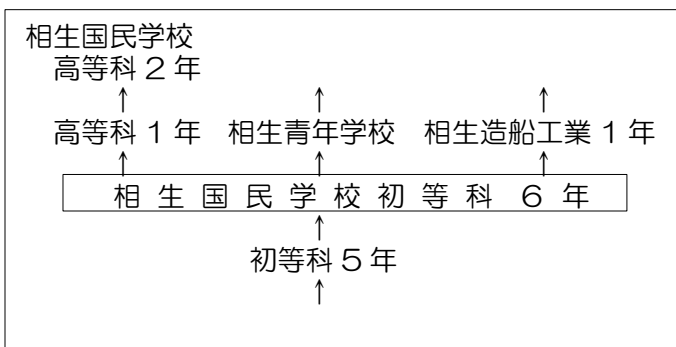 相生国民学校
高等科２年
↑ ↑ ↑
高等科１年 相生青年学校 相生造船工業１年
↑ ↑ ↑
相生国民学校初等科６年
↑
初等科５年
↑